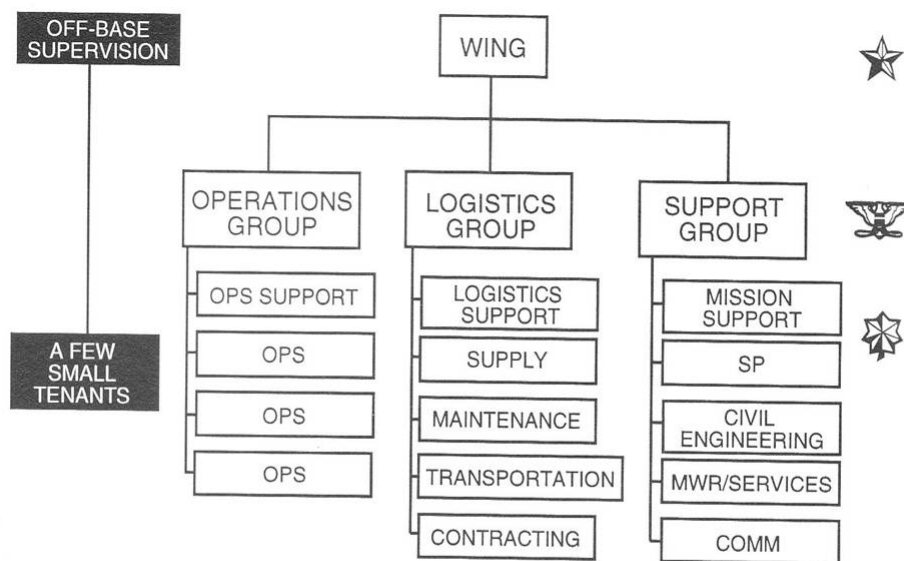 OFF-BASE
SUPERVISION
WING
OPERATIONS
GROUP
LOGISTICS
GROUP
SUPPORT
GROUP
OPS SUPPORT
LOGISTICS
SUPPORT
MISSION
SUPPORT
A FEW
SMALL
TENANTS
OPS
SUPPLY
SP
OPS
MAINTENANCE
CIVIL
ENGINEERING
OPS
TRANSPORTATION
MWR/SERVICES
CONTRACTING
COMM